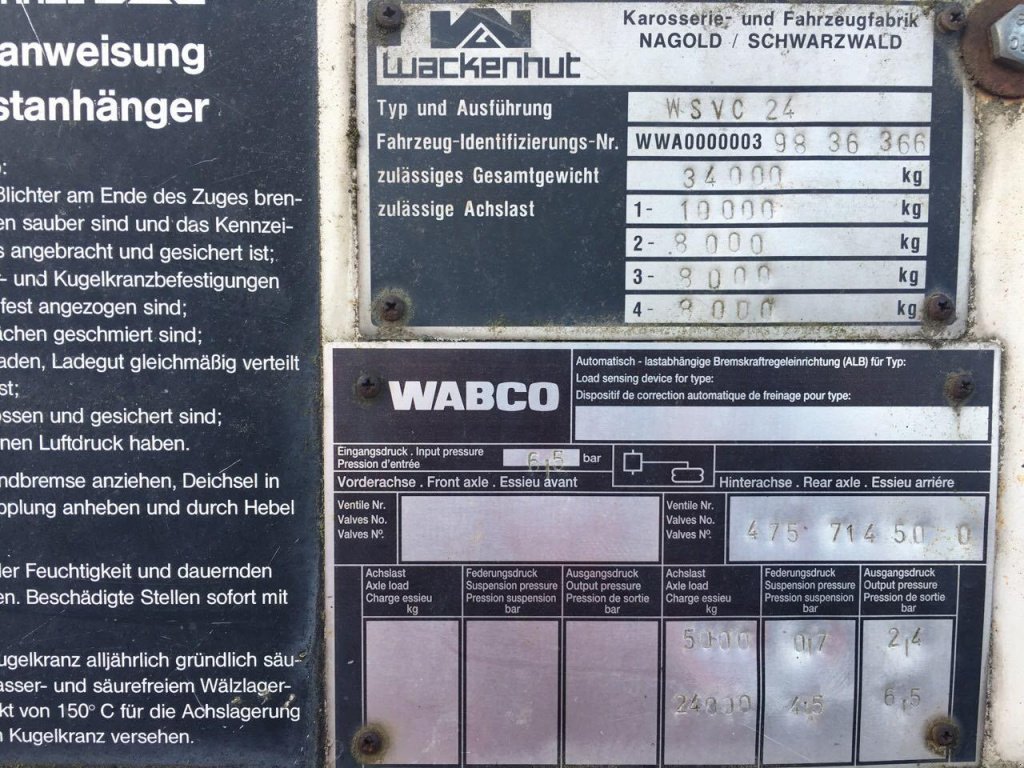 anweisung
stanhänger
ßlichter am Ende des Zuges bren-
en sauber sind und das Kennzei-
s angebracht und gesichert ist;
- und Kugelkranzbefestigungen
fest angezogen sind;
ächen geschmiert sind;
aden, Ladegut gleichmäßig verteilt
st;
ossen und gesichert sind;
nen Luftdruck haben.
ndbremse anziehen, Deichsel in
pplung anheben und durch Hebel
ler Feuchtigkeit und dauernden
en. Beschädigte Stellen sofort mit
ugelkranz alljährlich gründlich säu-
asser- und säurefreiem Wälzlager-
kt von 150° C für die Achslagerung
n Kugelkranz versehen.
wackenhut
Karosserie- und Fahrzeugfabrik
NAGOLD / SCHWARZWALD
Typ und Ausführung WSVC 24
Fahrzeug-Identifizierungs-Nr. WWA0000003 98 36 366
zulässiges Gesamtgewicht 34000 kg
zulässige Achslast 1- 10000 kg
2- 8000 kg
3- 8000 kg
4- 8000 kg
WABCO
Automatisch - lastabhängige Bremskraftregeleinrichtung (ALB) für Typ:
Load sensing device for type:
Dispositif de correction automatique de freinage pour type:
Eingangsdruck . Input pressure
Pression d'entrée 6,5 bar
Vorderachse . Front axle . Essieu avant
Hinterachse . Rear axle . Essieu arriére
Ventile Nr.
Valves No.
Valves Nº.
Ventile Nr.
Valves No.
Valves Nº.
475 714 50 0
Achslast
Axle load
Charge essieu
kg
Federungsdruck
Suspension pressure
Pression suspension
bar
Ausgangsdruck
Output pressure
Pression de sortie
bar
Achslast
Axle load
Charge essieu
kg
Federungsdruck
Suspension pressure
Pression suspension
bar
Ausgangsdruck
Output pressure
Pression de sortie
bar
5000 0,7 2,4
24000 4,5 6,5